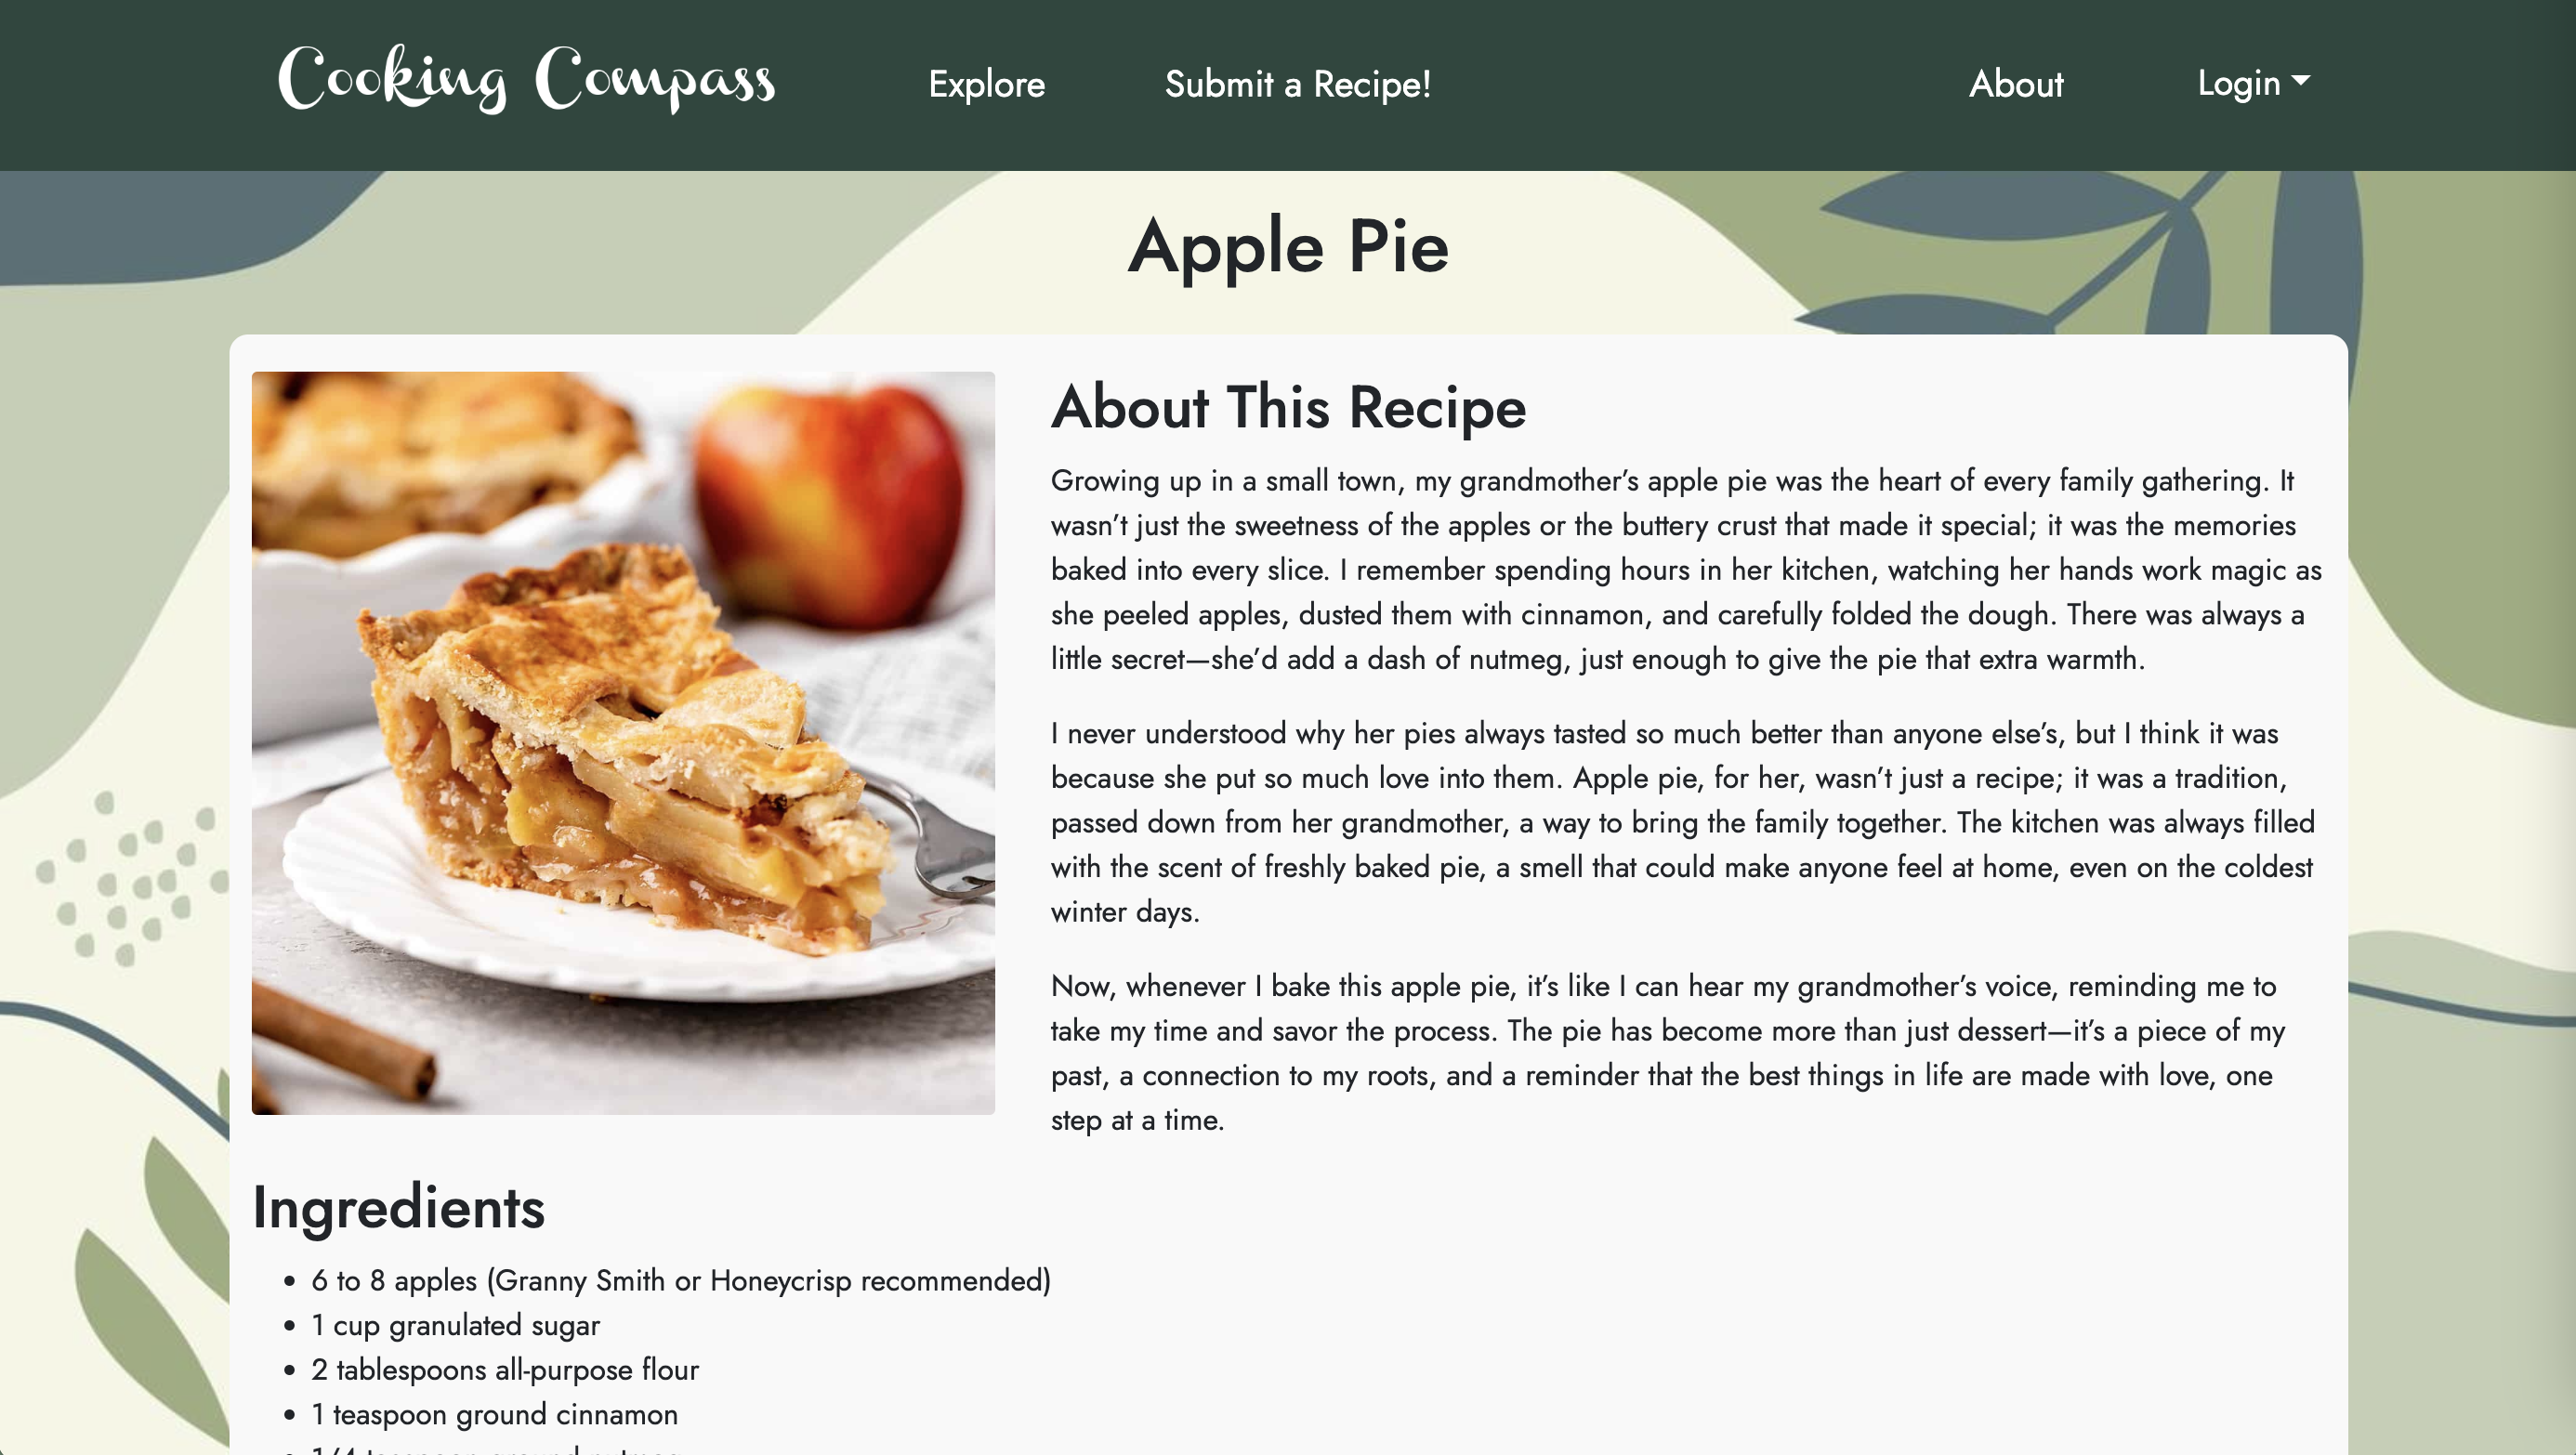 Cooking Compass
Explore
Submit a Recipe!
About
Login
Apple Pie
About This Recipe
Growing up in a small town, my grandmother’s apple pie was the heart of every family gathering. It
wasn’t just the sweetness of the apples or the buttery crust that made it special; it was the memories
baked into every slice. I remember spending hours in her kitchen, watching her hands work magic as
she peeled apples, dusted them with cinnamon, and carefully folded the dough. There was always a
little secret—she’d add a dash of nutmeg, just enough to give the pie that extra warmth.
I never understood why her pies always tasted so much better than anyone else’s, but I think it was
because she put so much love into them. Apple pie, for her, wasn’t just a recipe; it was a tradition,
passed down from her grandmother, a way to bring the family together. The kitchen was always filled
with the scent of freshly baked pie, a smell that could make anyone feel at home, even on the coldest
winter days.
Now, whenever I bake this apple pie, it’s like I can hear my grandmother’s voice, reminding me to
take my time and savor the process. The pie has become more than just dessert—it’s a piece of my
past, a connection to my roots, and a reminder that the best things in life are made with love, one
step at a time.
Ingredients
• 6 to 8 apples (Granny Smith or Honeycrisp recommended)
• 1 cup granulated sugar
• 2 tablespoons all-purpose flour
• 1 teaspoon ground cinnamon